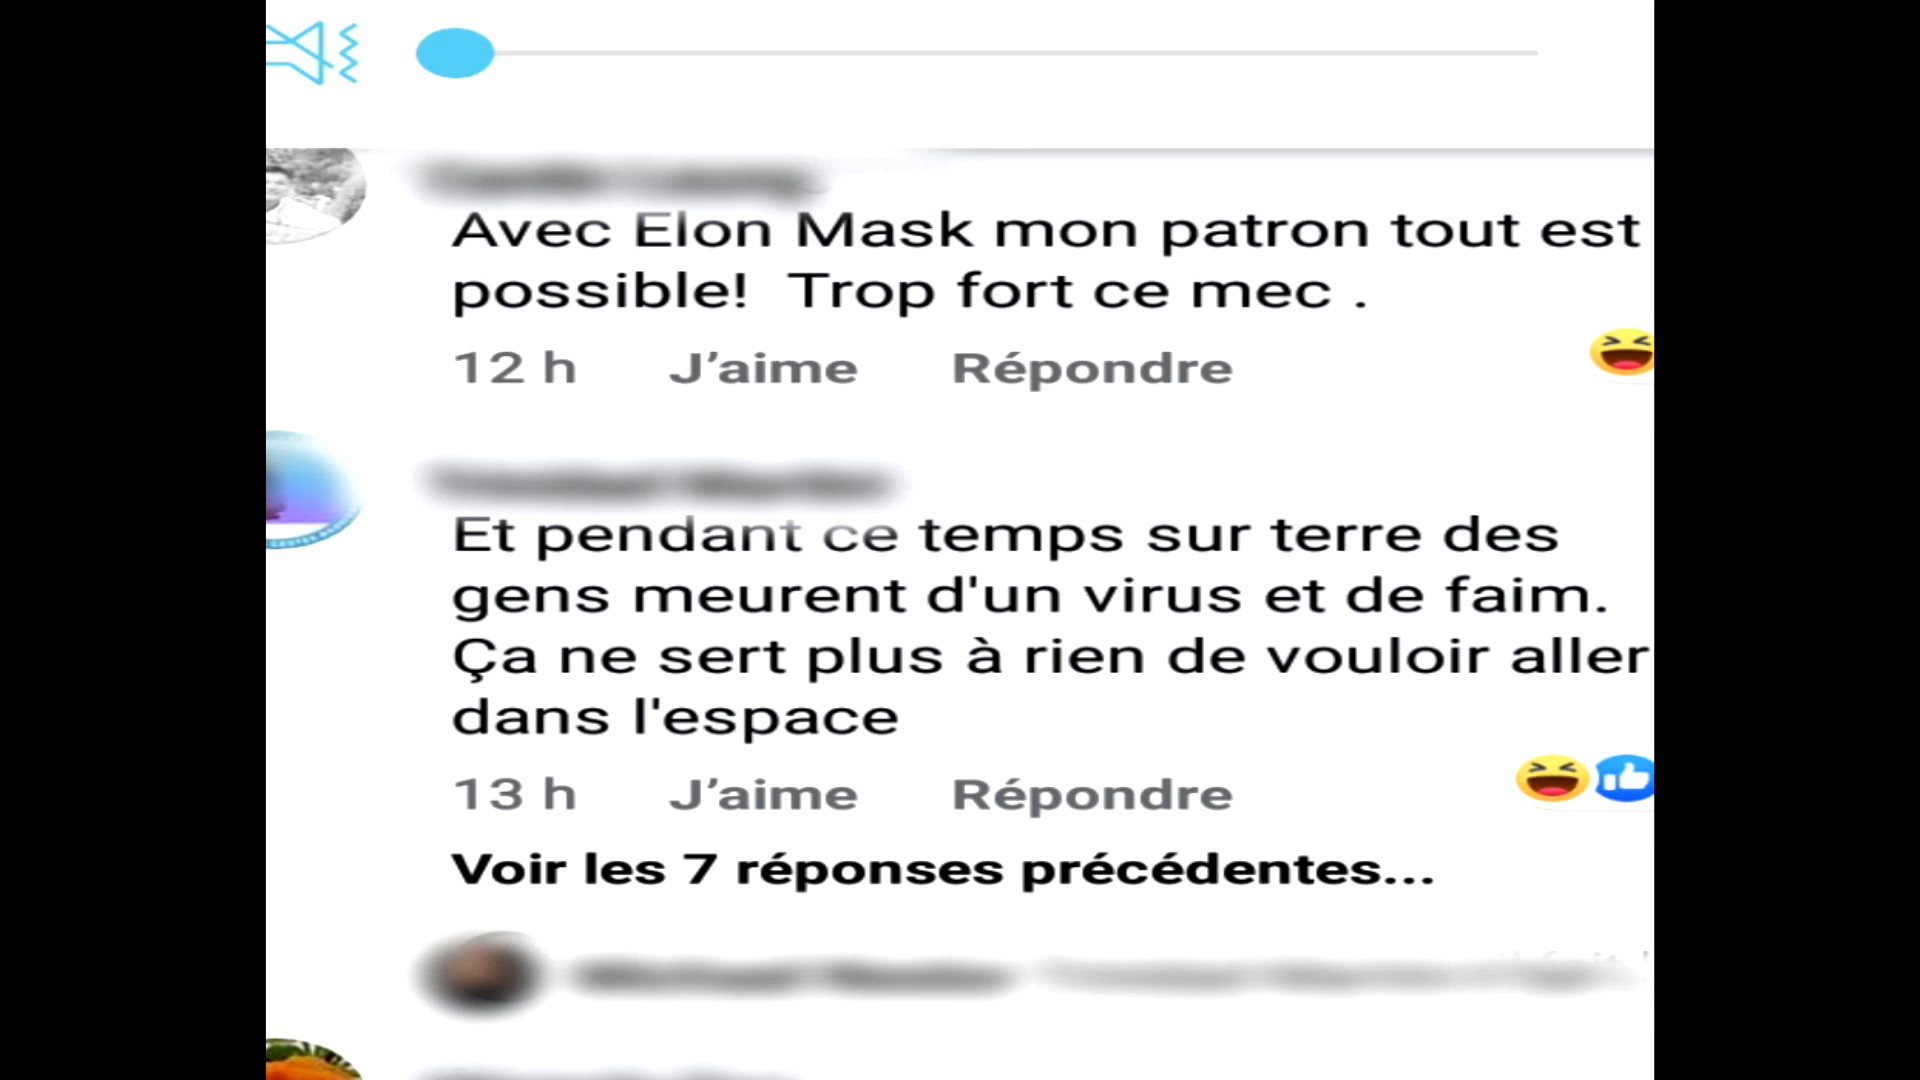 Avec Elon Mask mon patron tout est
possible!  Trop fort ce mec .
12 h J’aime Répondre
Et pendant ce temps sur terre des
gens meurent d'un virus et de faim.
Ça ne sert plus à rien de vouloir aller
dans l'espace
13 h J’aime Répondre
Voir les 7 réponses précédentes...